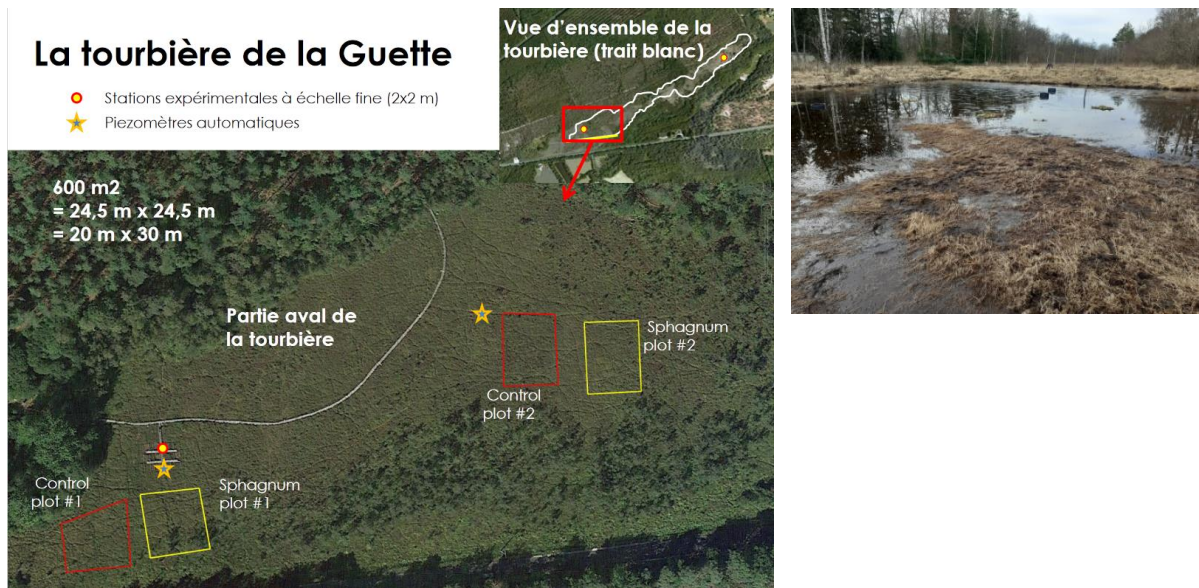 La tourbière de la Guette
Stations expérimentales à échelle fine (2x2 m)
Piezomètres automatiques
Vue d’ensemble de la
tourbière (trait blanc)
600 m2
= 24,5 m x 24,5 m
= 20 m x 30 m
Partie aval de
la tourbière
Sphagnum
plot #2
Control
plot #2
Control
plot #1
Sphagnum
plot #1